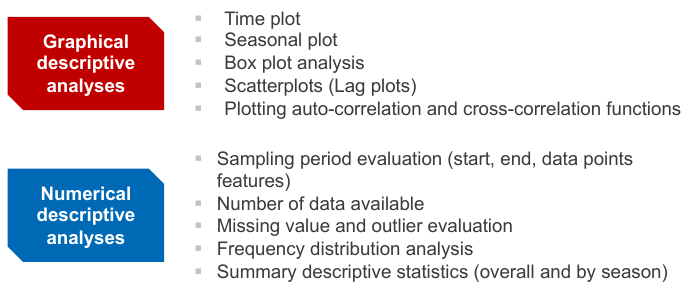 Graphical
descriptive
analyses
Time plot
Seasonal plot
Box plot analysis
Scatterplots (Lag plots)
Plotting auto-correlation and cross-correlation functions
Numerical
descriptive
analyses
Sampling period evaluation (start, end, data points
features)
Number of data available
Missing value and outlier evaluation
Frequency distribution analysis
Summary descriptive statistics (overall and by season)